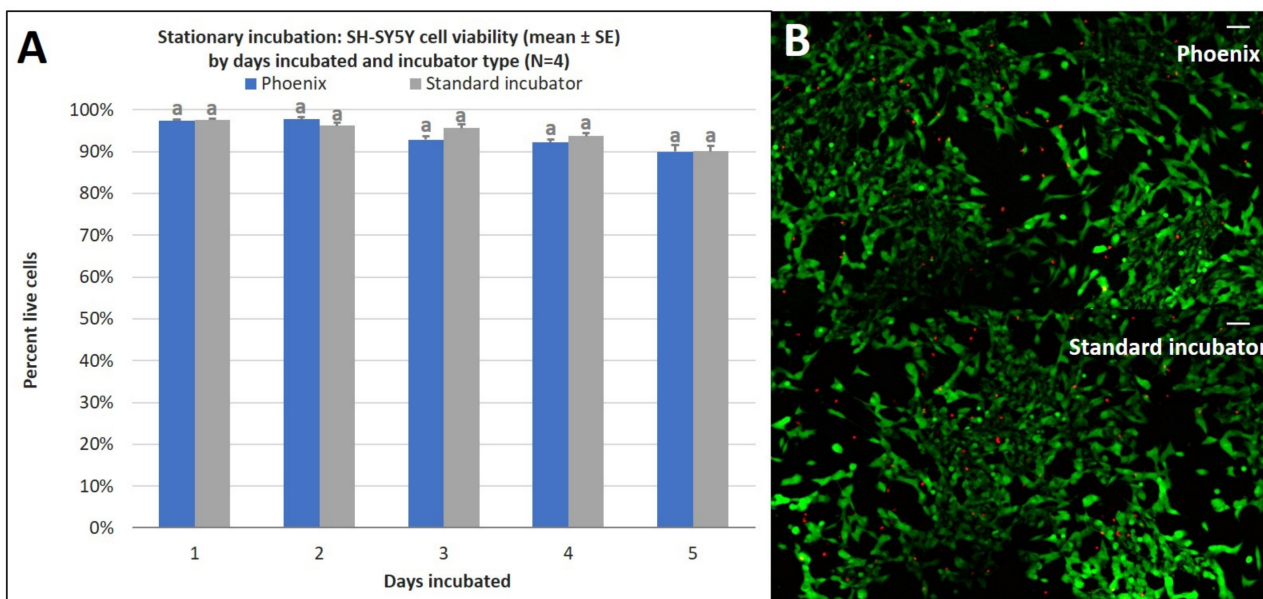 A
Stationary incubation: SH-SY5Y cell viability (mean ± SE)
by days incubated and incubator type (N=4)
Phoenix Standard incubator
100%
90%
80%
70%
60%
50%
40%
30%
20%
10%
0%
a a a a a a a a a a
Percent live cells
1 2 3 4 5
Days incubated
B
Phoenix
Standard incubator